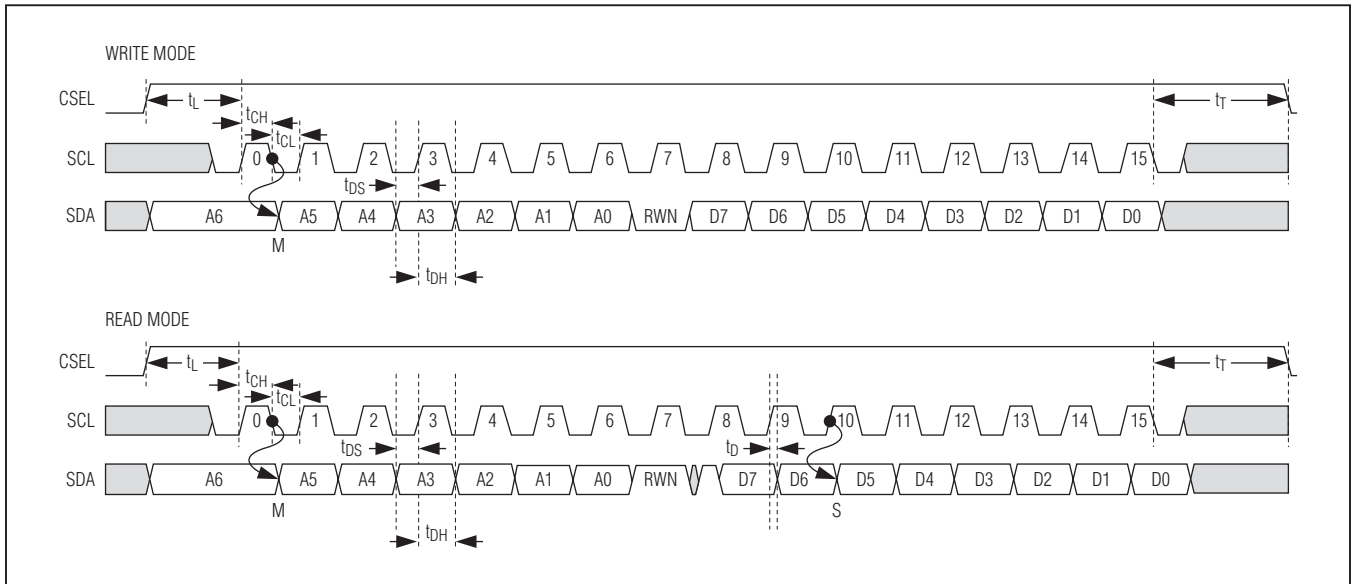 WRITE MODE
CSEL
tL
tT
tCH
tCL
SCL
0 1 2 3 4 5 6 7 8 9 10 11 12 13 14 15
tDS
SDA
A6 A5 A4 A3 A2 A1 A0 RWN D7 D6 D5 D4 D3 D2 D1 D0
M
tDH
READ MODE
CSEL
tL
tT
tCH
tCL
SCL
0 1 2 3 4 5 6 7 8 9 10 11 12 13 14 15
tDS
tD
SDA
A6 A5 A4 A3 A2 A1 A0 RWN D7 D6 D5 D4 D3 D2 D1 D0
M
S
tDH